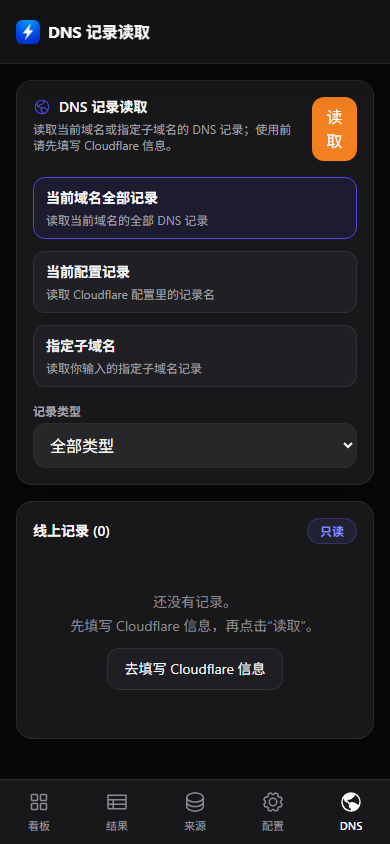 DNS 记录读取
DNS 记录读取
读取当前域名或指定子域名的 DNS 记录；使用前
请先填写 Cloudflare 信息。
读
取
当前域名全部记录
读取当前域名的全部 DNS 记录
当前配置记录
读取 Cloudflare 配置里的记录名
指定子域名
读取你输入的指定子域名记录
记录类型
全部类型
线上记录 (0)
只读
还没有记录。
先填写 Cloudflare 信息，再点击“读取”。
去填写 Cloudflare 信息
看板
结果
来源
配置
DNS